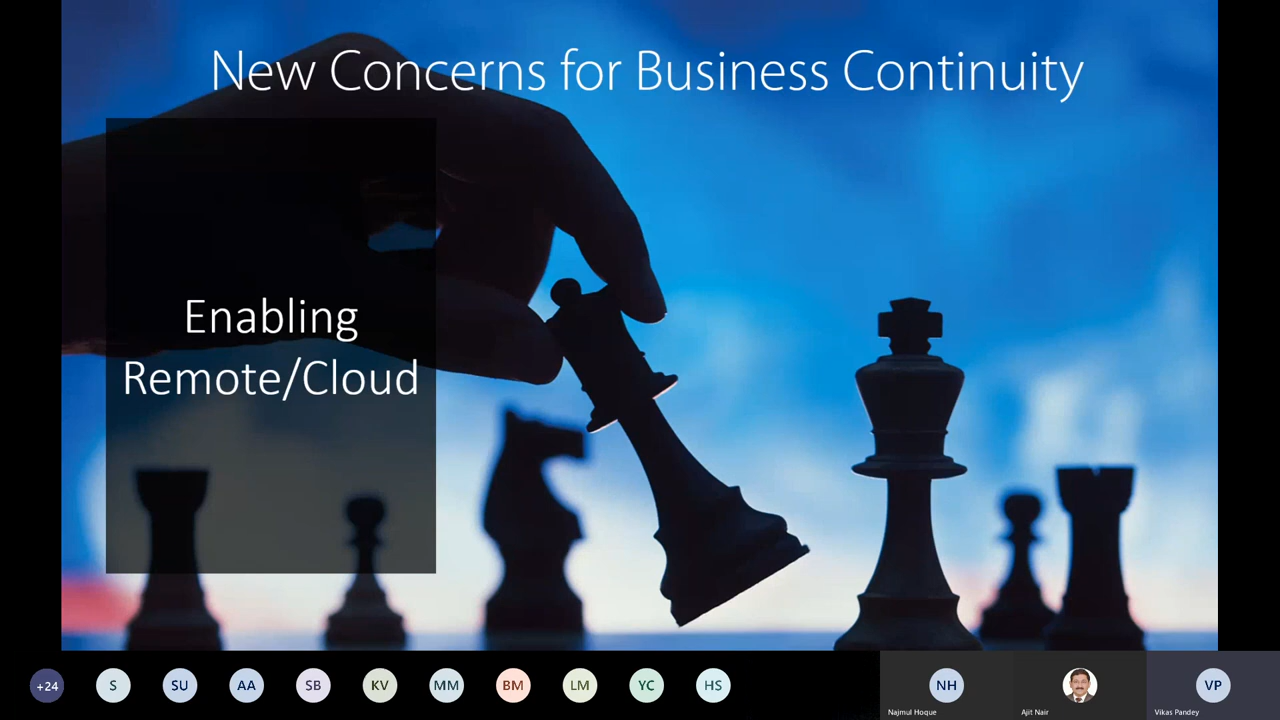 New Concerns for Business Continuity
Enabling
Remote/Cloud
+24
S
SU
AA
SB
KV
MM
BM
LM
YC
HS
NH
VP
Najmul Hoque
Ajit Nair
Vikas Pandey